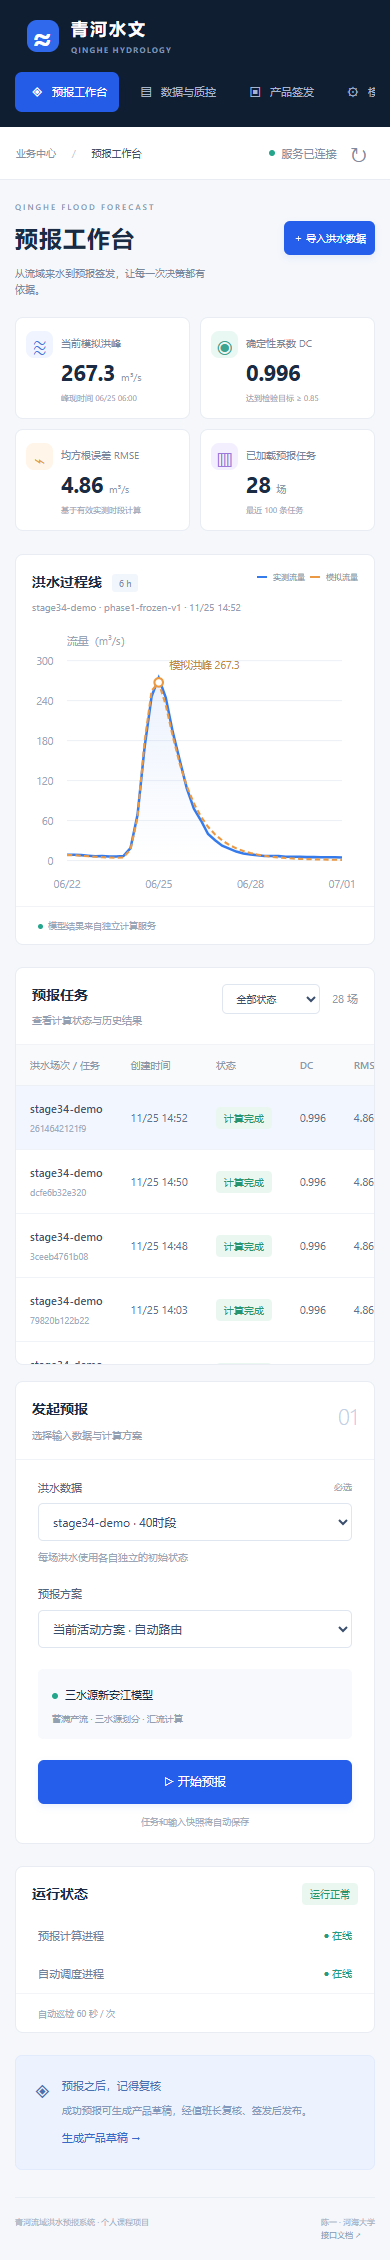 青河水文
QINGHE HYDROLOGY
预报工作台
数据与质控
产品签发
业务中心 / 预报工作台
服务已连接
QINGHE FLOOD FORECAST
预报工作台
+ 导入洪水数据
从流域来水到预报签发，让每一次决策都有
依据。
当前模拟洪峰
267.3 m³/s
峰现时间 06/25 06:00
确定性系数 DC
0.996
达到检验目标 ≥ 0.85
均方根误差 RMSE
4.86 m³/s
基于有效实测时段计算
已加载预报任务
28 场
最近 100 条任务
洪水过程线 6 h
实测流量 模拟流量
stage34-demo · phase1-frozen-v1 · 11/25 14:52
流量 (m³/s)
模拟洪峰 267.3
300
240
180
120
60
0
06/22 06/25 06/28 07/01
模型结果来自独立计算服务
预报任务
查看计算状态与历史结果
全部状态
28 场
洪水场次 / 任务 创建时间 状态 DC RMS
stage34-demo
2614642121f9
11/25 14:52 计算完成 0.996 4.86
stage34-demo
dcfe6b32e320
11/25 14:50 计算完成 0.996 4.86
stage34-demo
3ceeb4761b08
11/25 14:48 计算完成 0.996 4.86
stage34-demo
79820b122b22
11/25 14:03 计算完成 0.996 4.86
发起预报
选择输入数据与计算方案
01
洪水数据 必选
stage34-demo · 40时段
每场洪水使用各自独立的初始状态
预报方案
当前活动方案 · 自动路由
三水源新安江模型
蓄满产流 · 三水源划分 · 汇流计算
▷ 开始预报
任务和输入快照将自动保存
运行状态 运行正常
预报计算进程 在线
自动调度进程 在线
自动巡检 60 秒 / 次
预报之后，记得复核
成功预报可生成产品草稿，经值班长复核、签发后发布。
生成产品草稿 →
青河流域洪水预报系统 · 个人课程项目
陈一 · 河海大学
接口文档 ↗